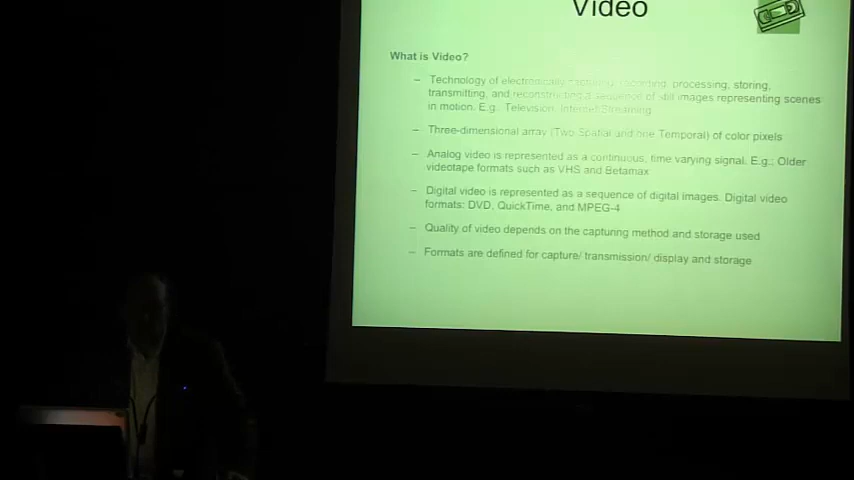 Video
What is Video?
– Technology of electronically capturing, recording, processing, storing,
transmitting, and reconstructing a sequence of still images representing scenes
in motion. E.g.; Television, Internet Streaming
– Three-dimensional array (Two Spatial and one Temporal) of color pixels
– Analog video is represented as a continuous, time varying signal. E.g.; Older
videotape formats such as VHS and Betamax
– Digital video is represented as a sequence of digital images. Digital video
formats: DVD, QuickTime, and MPEG-4
– Quality of video depends on the capturing method and storage used
– Formats are defined for capture/ transmission/ display and storage